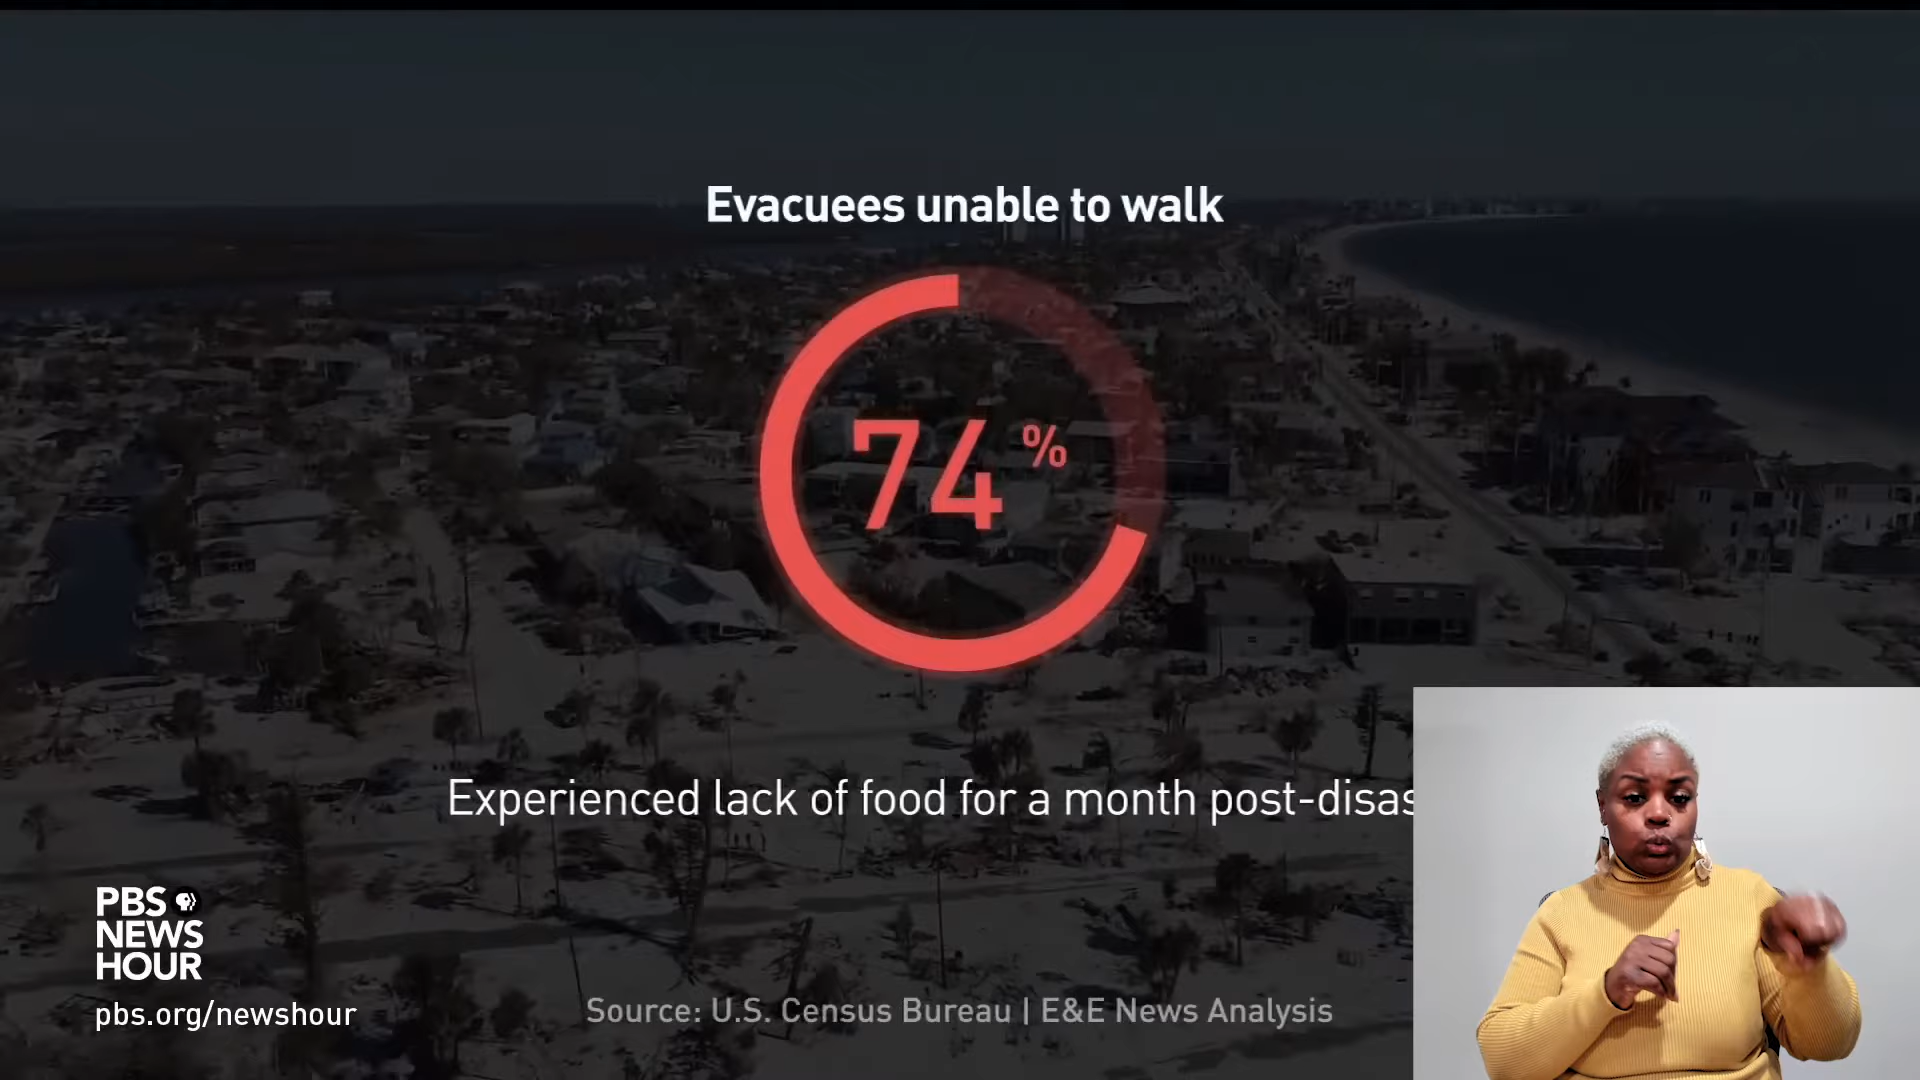 Evacuees unable to walk
74%
Experienced lack of food for a month post-disas
PBS
NEWS
HOUR
pbs.org/newshour
Source: U.S. Census Bureau | E&E News Analysis